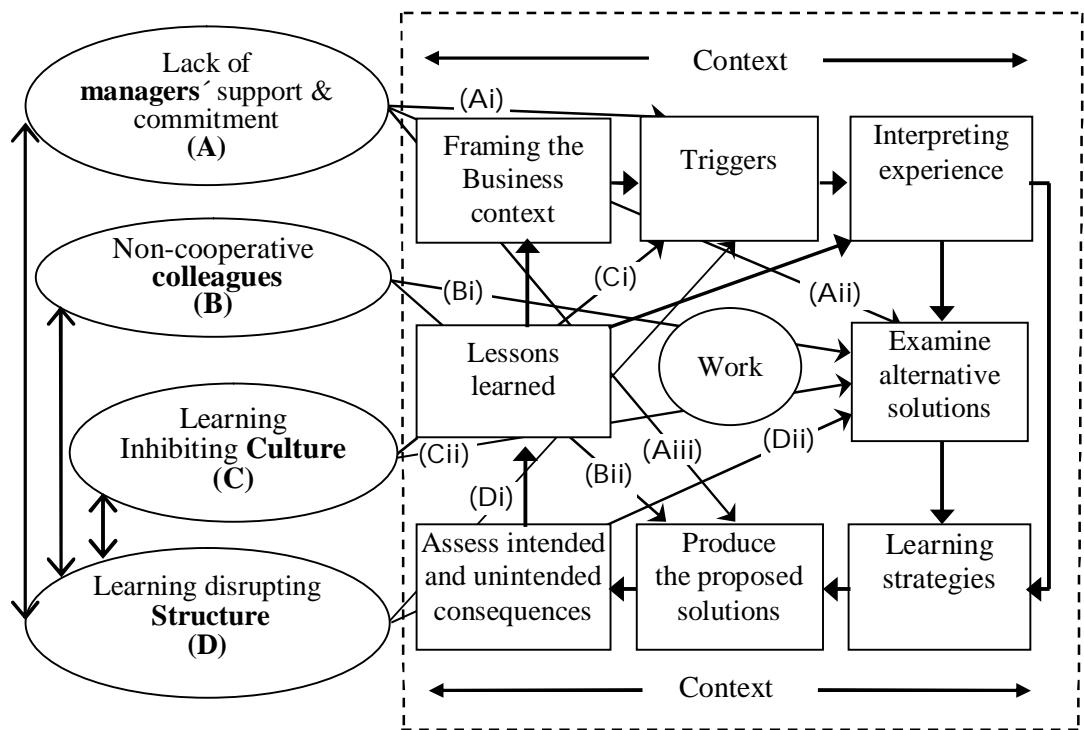 Lack of
managers´ support &
commitment
(A)
Non-cooperative
colleagues
(B)
Learning
Inhibiting Culture
(C)
Learning disrupting
Structure
(D)
Context
(Ai)
Framing the
Business
context
Triggers
Interpreting
experience
(Bi)
(Ci)
(Aii)
Lessons
learned
Work
Examine
alternative
solutions
(Cii)
(Di)
(Bii)
(Aiii)
(Dii)
Assess intended
and unintended
consequences
Produce
the proposed
solutions
Learning
strategies
Context